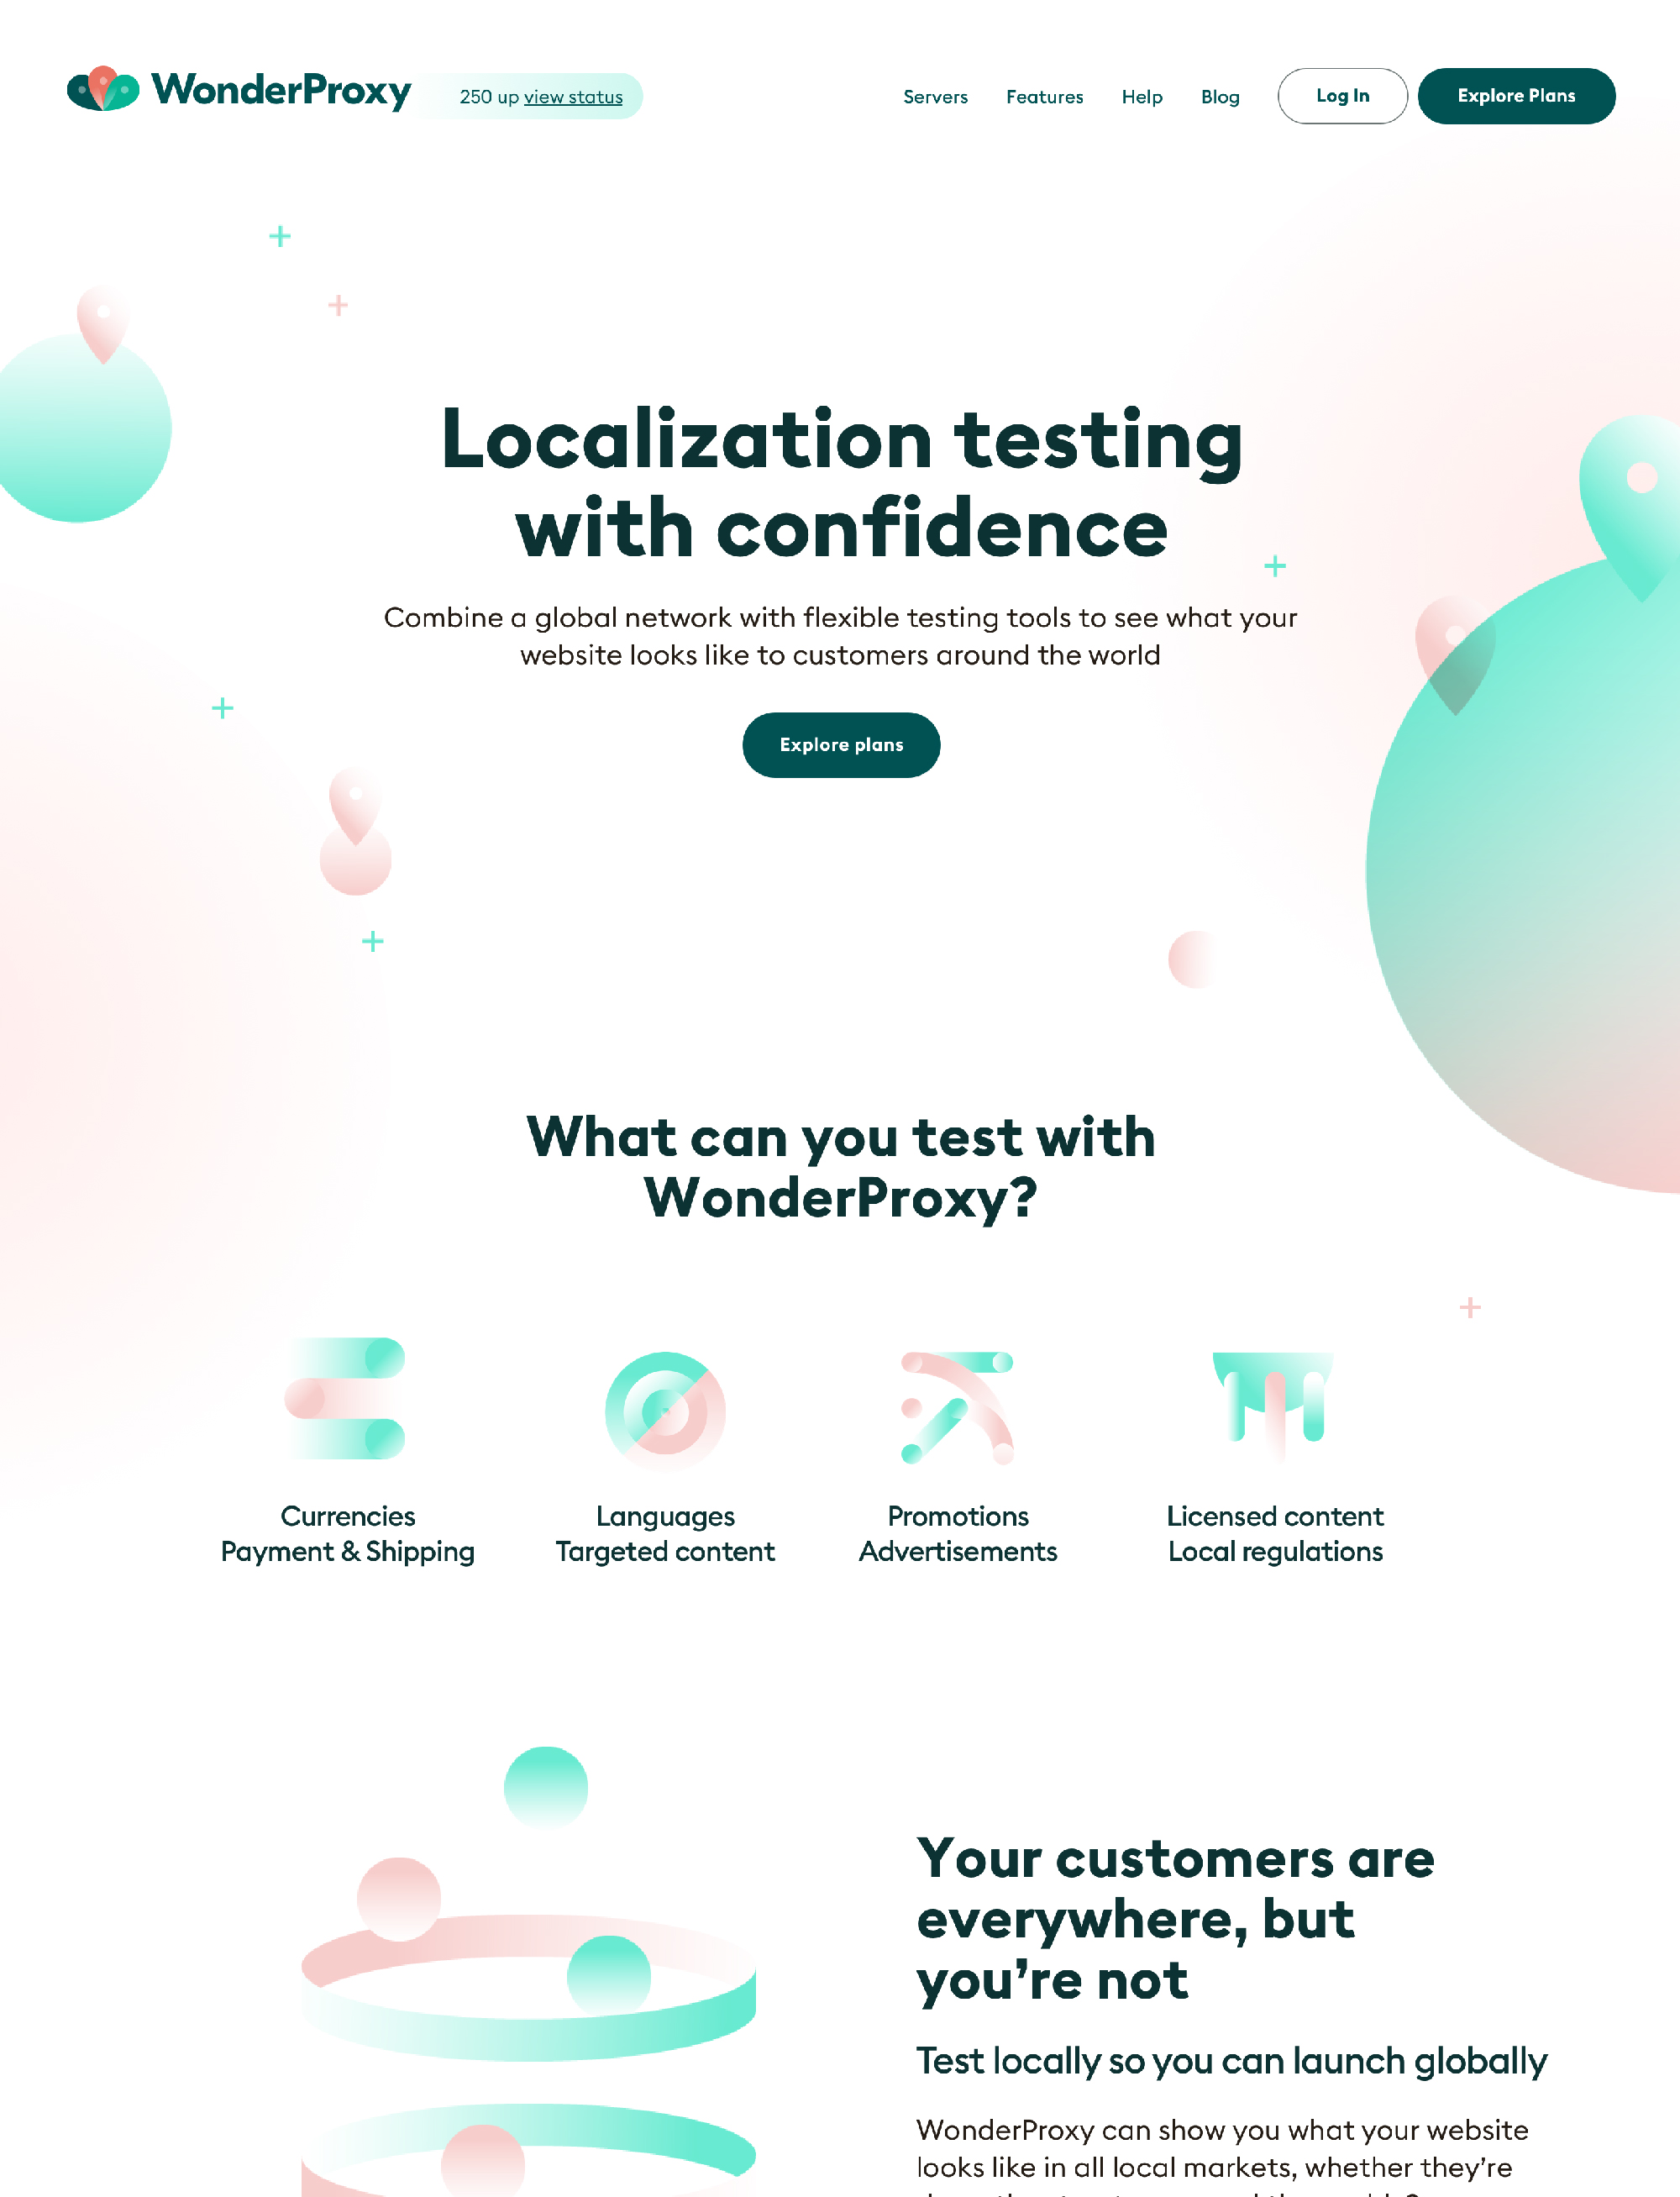 WonderProxy
250 up view status
Servers
Features
Help
Blog
Log In
Explore Plans
Localization testing
with confidence
Combine a global network with flexible testing tools to see what your
website looks like to customers around the world
Explore plans
What can you test with
WonderProxy?
Currencies
Payment & Shipping
Languages
Targeted content
Promotions
Advertisements
Licensed content
Local regulations
Your customers are
everywhere, but
you’re not
Test locally so you can launch globally
WonderProxy can show you what your website
looks like in all local markets, whether they’re